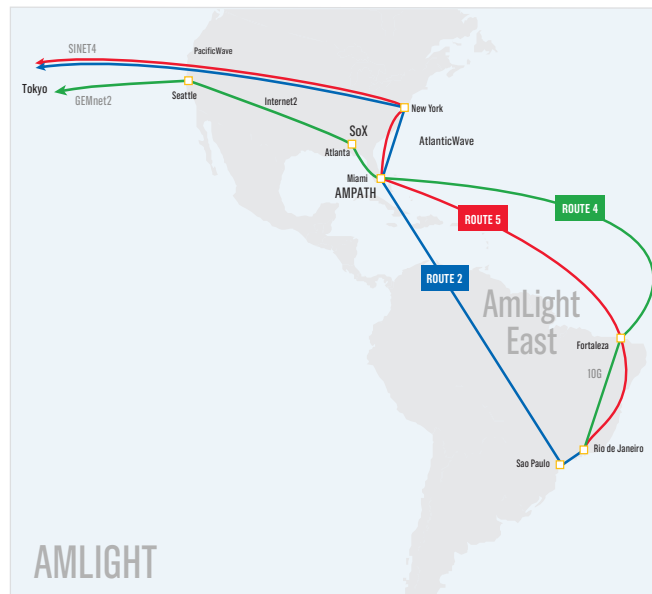 SINET4
PacificWave
Tokyo
GEMnet2
Seattle
Internet2
New York
SoX
Atlanta
AtlanticWave
Miami
AMPATH
ROUTE 4
ROUTE 5
ROUTE 2
AmLight
East
Fortaleza
10G
Rio de Janeiro
Sao Paulo
AMLIGHT